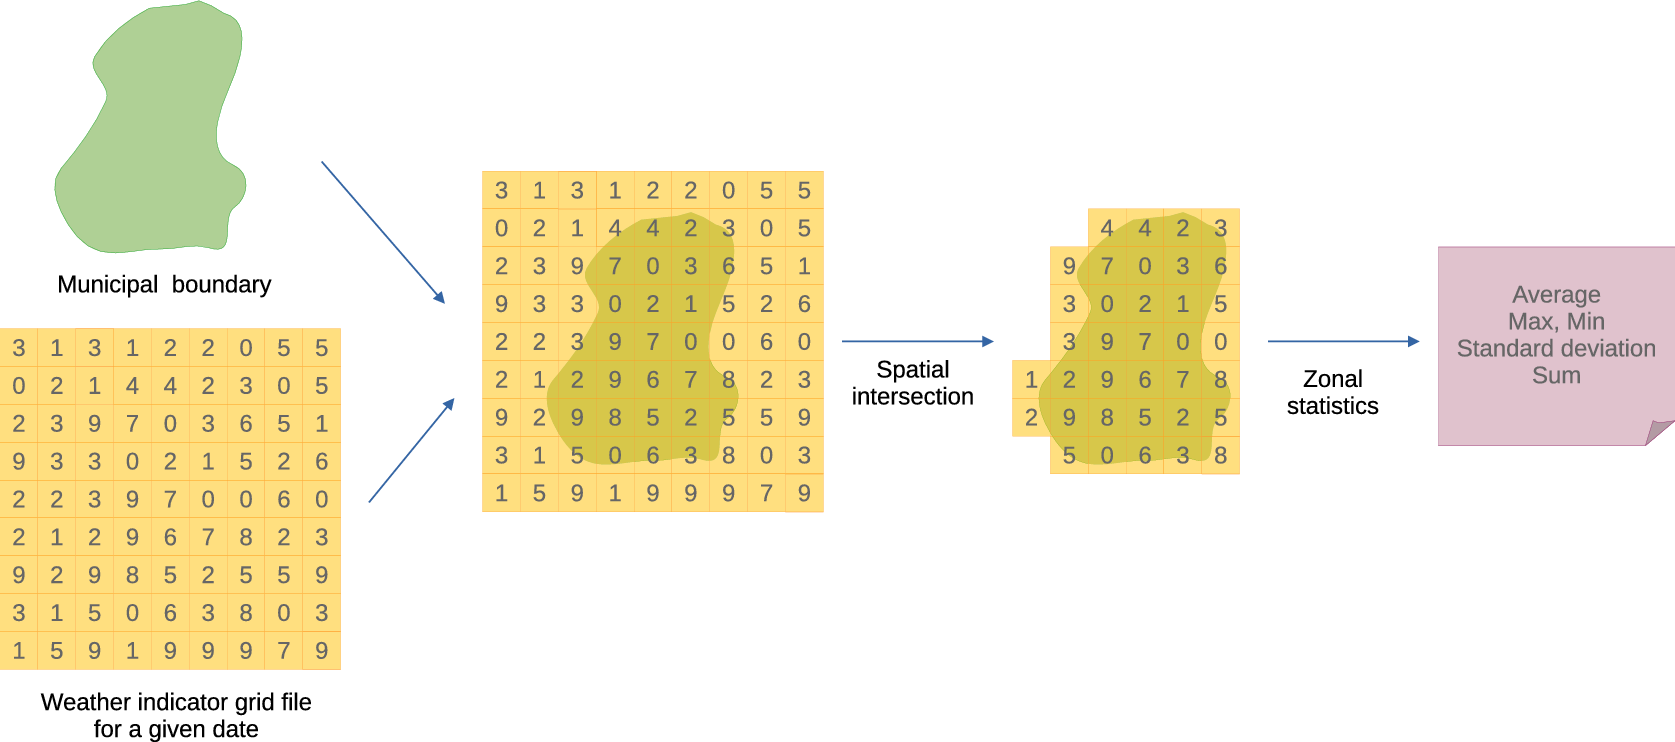 Municipal boundary
3 1 3 1 2 2 0 5 5
0 2 1 4 4 2 3 0 5
2 3 9 7 0 3 6 5 1
9 3 3 0 2 1 5 2 6
2 2 3 9 7 0 0 6 0
2 1 2 9 6 7 8 2 3
9 2 9 8 5 2 5 5 9
3 1 5 0 6 3 8 0 3
1 5 9 1 9 9 9 7 9
Weather indicator grid file
for a given date
3 1 3 1 2 2 0 5 5
0 2 1 4 4 2 3 0 5
2 3 9 7 0 3 6 5 1
9 3 3 0 2 1 5 2 6
2 2 3 9 7 0 0 6 0
2 1 2 9 6 7 8 2 3
9 2 9 8 5 2 5 5 9
3 1 5 0 6 3 8 0 3
1 5 9 1 9 9 9 7 9
Spatial
intersection
4 4 2 3
9 7 0 3 6
3 0 2 1 5
3 9 7 0 0
1 2 9 6 7 8
2 9 8 5 2 5
5 0 6 3 8
Zonal
statistics
Average
Max, Min
Standard deviation
Sum